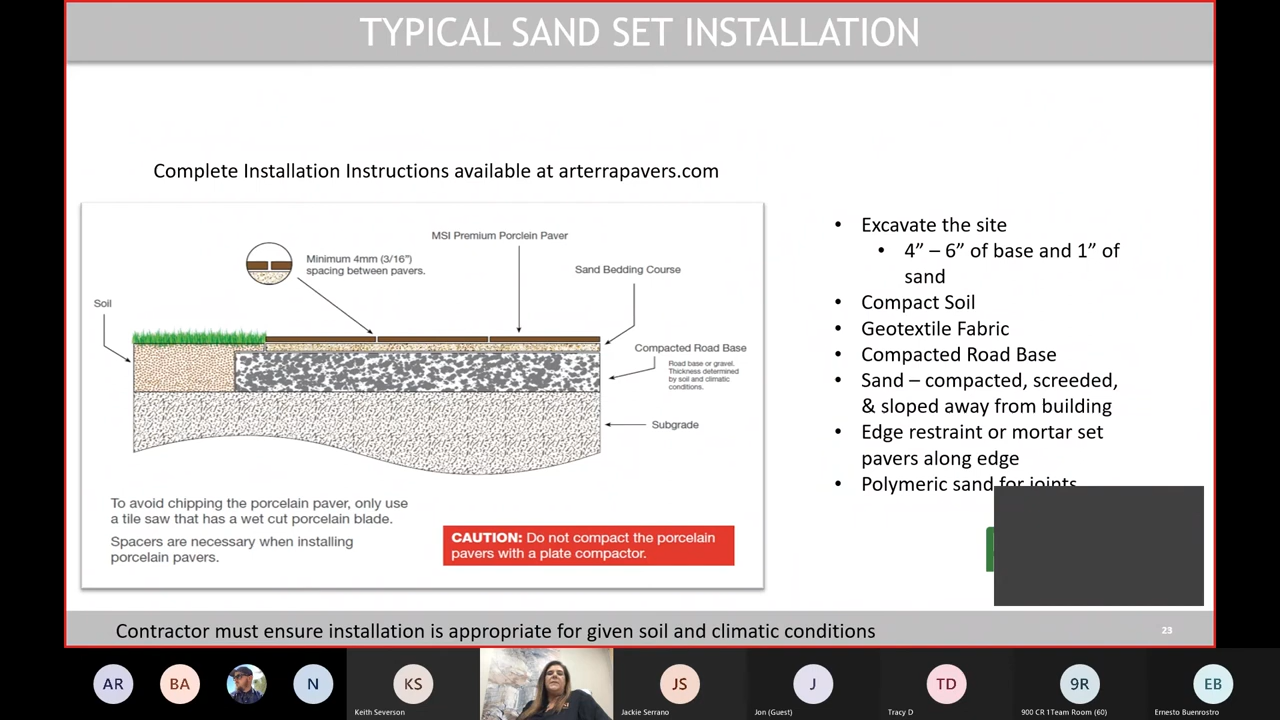 TYPICAL SAND SET INSTALLATION
Complete Installation Instructions available at arterrapavers.com
MSI Premium Porclein Paver
Minimum 4mm (3/16")
spacing between pavers.
Sand Bedding Course
Soil
Compacted Road Base
Road base or gravel.
Thickness determined
by soil and climatic
conditions.
Subgrade
To avoid chipping the porcelain paver, only use
a tile saw that has a wet cut porcelain blade.
Spacers are necessary when installing
porcelain pavers.
CAUTION: Do not compact the porcelain
pavers with a plate compactor.
• Excavate the site
• 4” – 6” of base and 1” of
sand
• Compact Soil
• Geotextile Fabric
• Compacted Road Base
• Sand – compacted, screeded,
& sloped away from building
• Edge restraint or mortar set
pavers along edge
• Polymeric sand for joints
Contractor must ensure installation is appropriate for given soil and climatic conditions
23
AR
BA
N
KS
JS
J
TD
9R
EB
Keith Severson
Jackie Serrano
Jon (Guest)
Tracy D
900 CR 1Team Room (60)
Ernesto Buenrostro